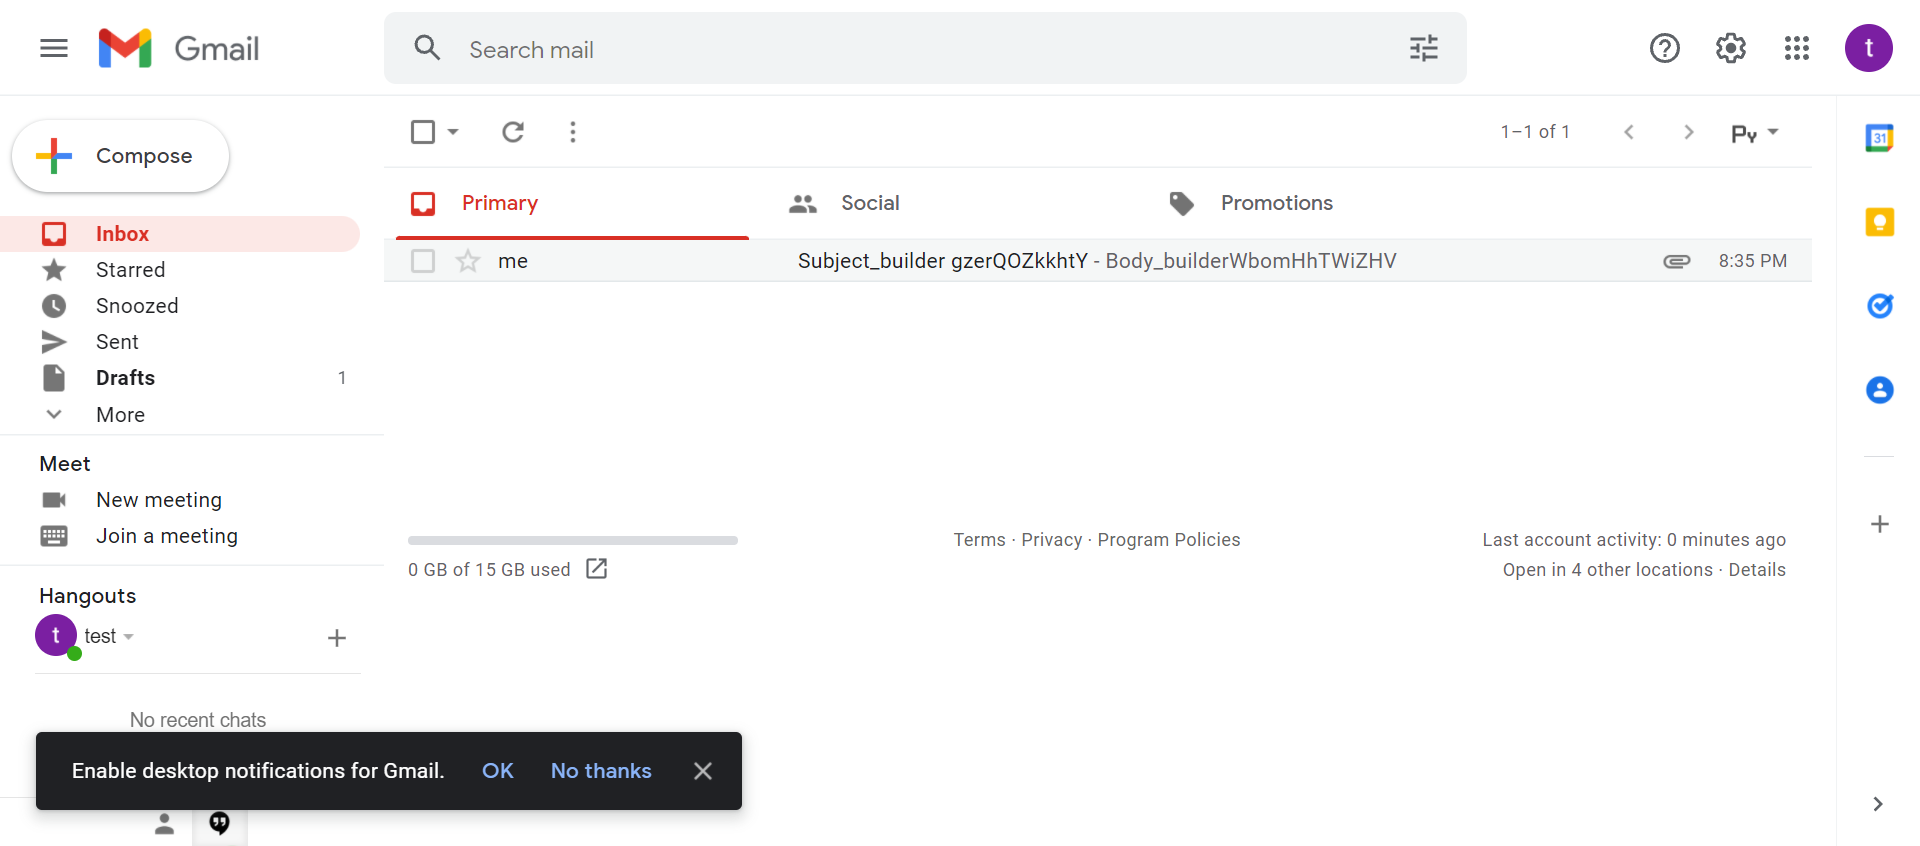 Gmail
Search mail
t
Compose
1–1 of 1
Py
31
Primary
Social
Promotions
Inbox
me
Subject_builder gzerQOZkkhtY - Body_builderWbomHhTWiZHV
8:35 PM
Starred
Snoozed
Sent
Drafts
1
More
Meet
New meeting
Join a meeting
Terms · Privacy · Program Policies
Last account activity: 0 minutes ago
0 GB of 15 GB used
Open in 4 other locations · Details
Hangouts
t
test
No recent chats
Enable desktop notifications for Gmail.
OK
No thanks